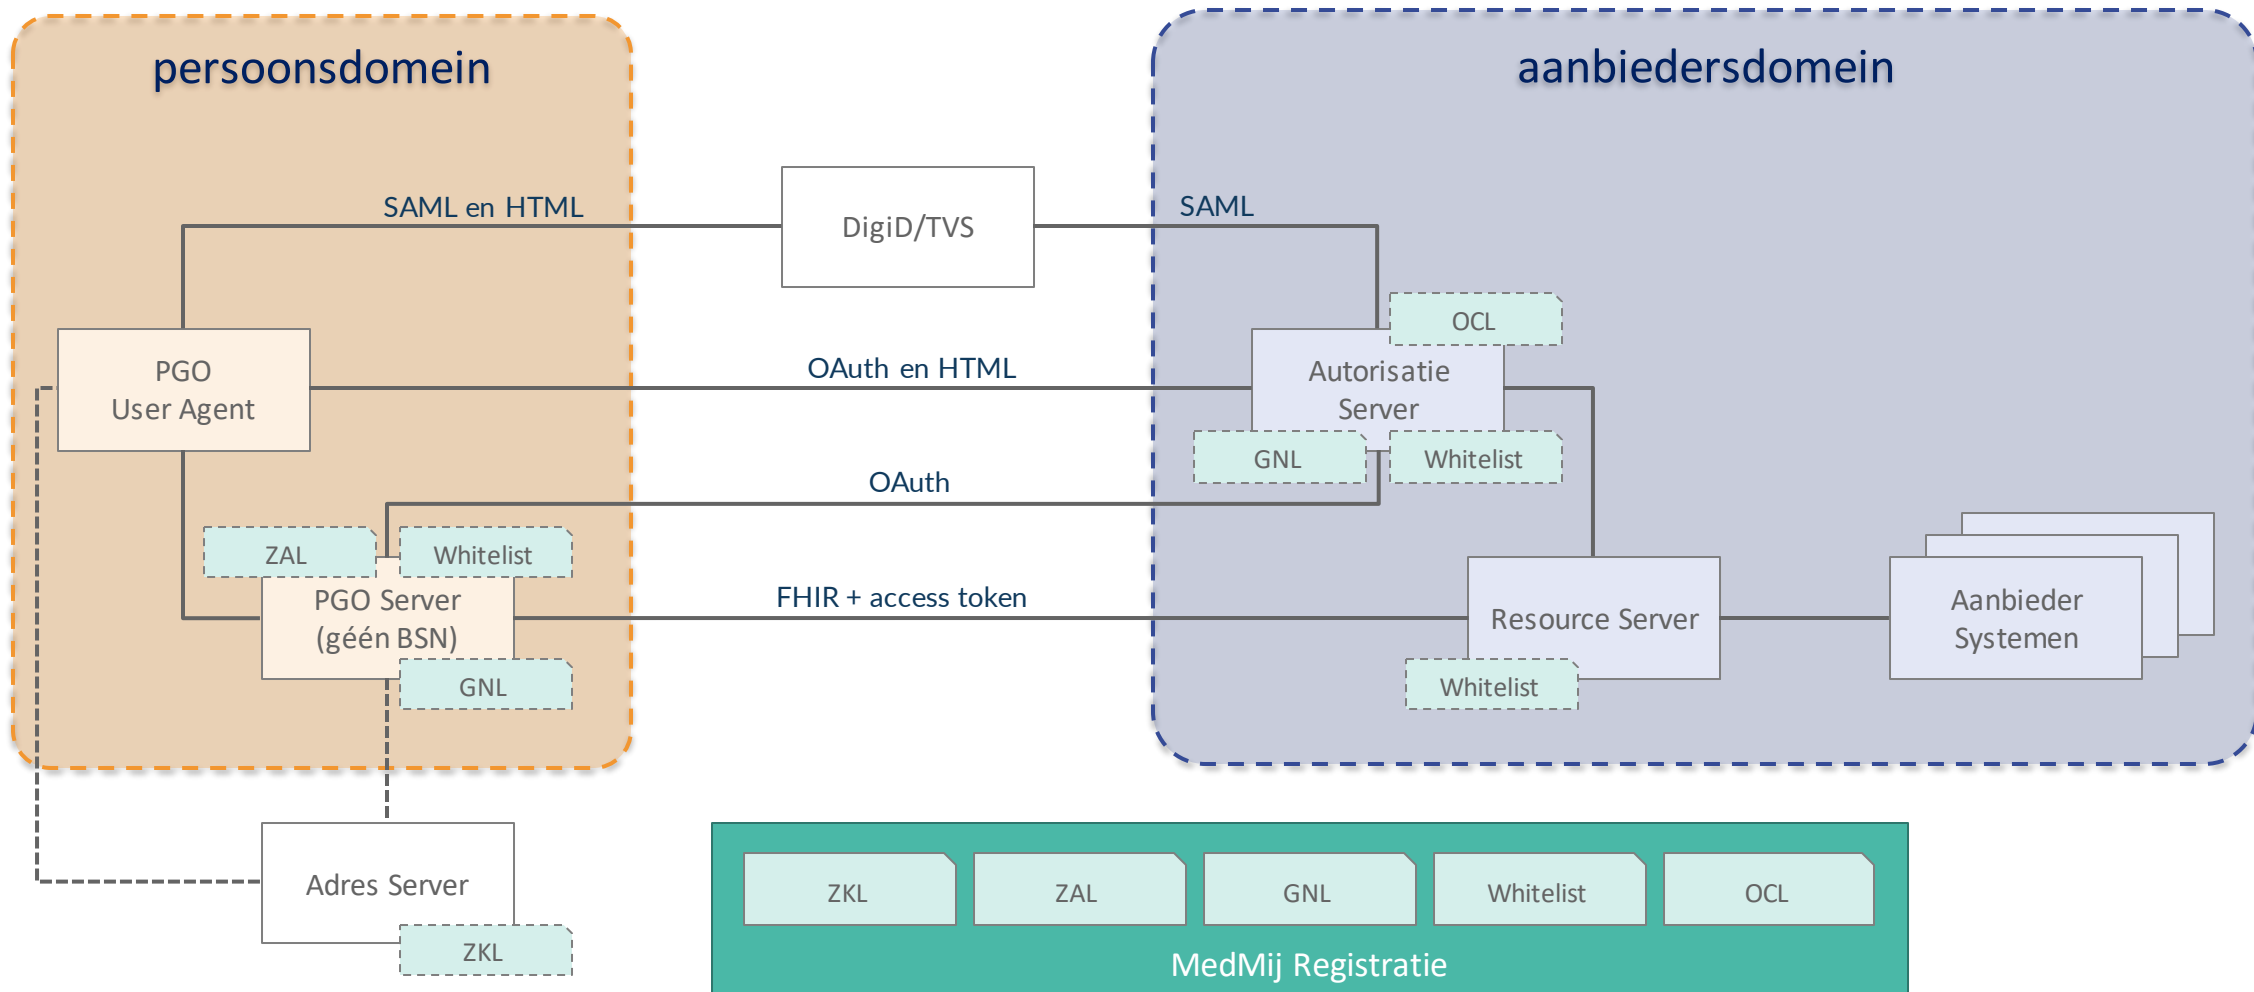 persoonsdomein
aanbiedersdomein
SAML en HTML
DigiD/TVS
SAML
OCL
PGO
User Agent
OAuth en HTML
Autorisatie
Server
GNL
Whitelist
OAuth
ZAL
Whitelist
PGO Server
(géén BSN)
GNL
FHIR + access token
Resource Server
Whitelist
Aanbieder
Systemen
Adres Server
ZKL
ZKL
ZAL
GNL
Whitelist
OCL
MedMij Registratie